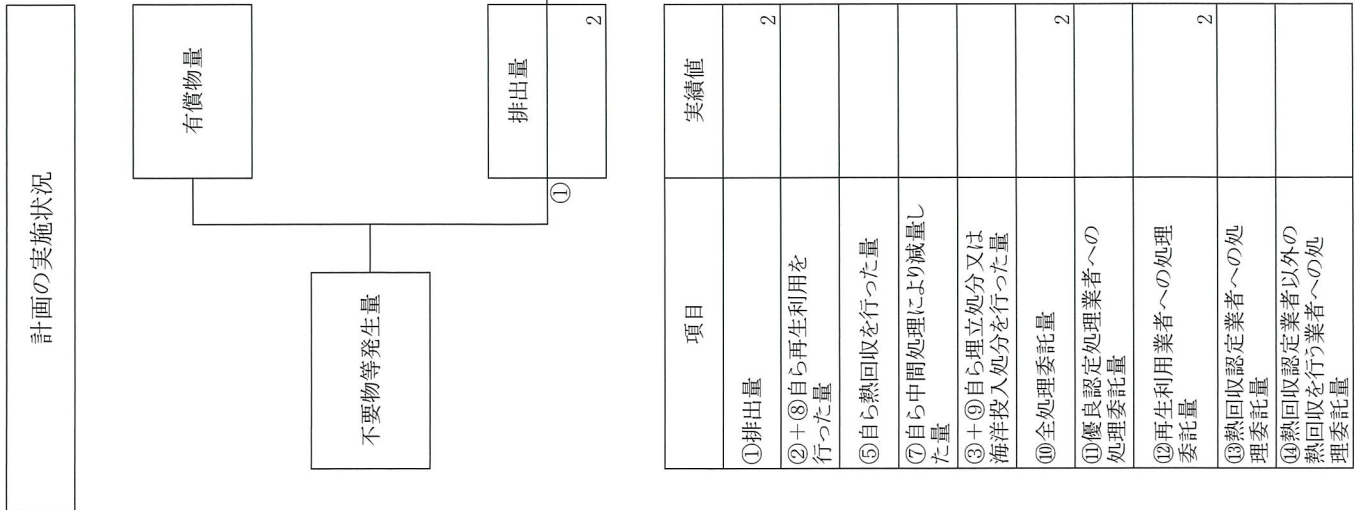 計画の実施状況
有償物量
不要物等発生量
排出量
①
2
項目
実績値
①排出量
2
②+⑧自ら再生利用を
行った量
⑤自ら熱回収を行った量
⑦自ら中間処理により減量し
た量
③+⑨自ら埋立処分又は
海洋投入処分を行った量
⑩全処理委託量
2
⑪優良認定処理業者への
処理委託量
⑫再生利用業者への処理
委託量
2
⑬熱回収認定業者への処
理委託量
⑭熱回収認定業者以外の
熱回収を行う業者への処
理委託量